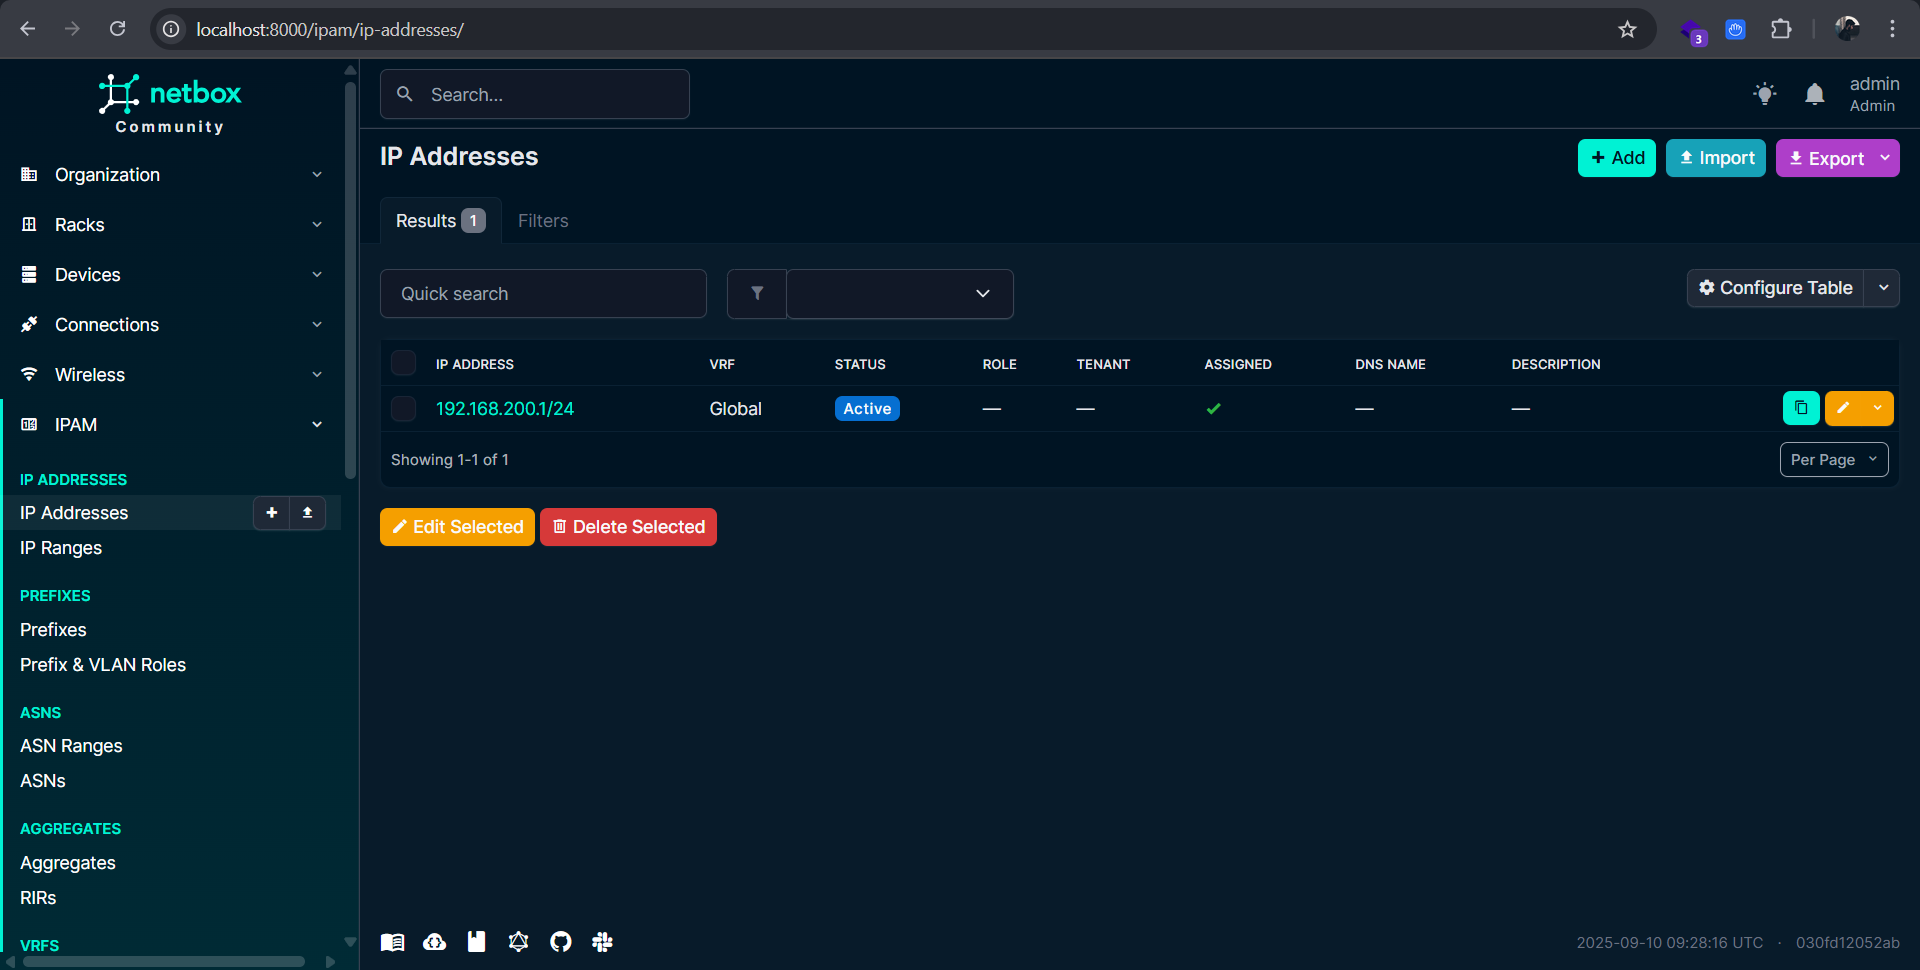 localhost:8000/ipam/ip-addresses/
3
netbox
Community
Search...
admin
Admin
Organization
Racks
Devices
Connections
Wireless
IPAM
IP ADDRESSES
IP Addresses
IP Ranges
PREFIXES
Prefixes
Prefix & VLAN Roles
ASNS
ASN Ranges
ASNs
AGGREGATES
Aggregates
RIRs
VRFS
IP Addresses
+ Add
Import
Export
Results 1
Filters
Quick search
Configure Table
IP ADDRESS VRF STATUS ROLE TENANT ASSIGNED DNS NAME DESCRIPTION
192.168.200.1/24 Global Active — — ✔ — —
Showing 1-1 of 1
Per Page
Edit Selected
Delete Selected
2025-09-10 09:28:16 UTC · 030fd12052ab